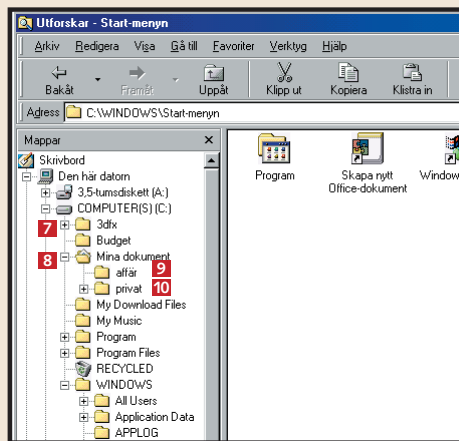 Utforskar - Start-menyn
Arkiv Redigera Visa Gå till Favoriter Verktyg Hjälp
Bakåt Framåt Uppåt Klipp ut Kopiera Klistra in
Adress C:\WINDOWS\Start-menyn
Mappar
Skrivbord
Den här datorn
3,5-tumsdiskett (A:)
COMPUTER(S) (C:)
7 3dfx
Budget
8 Mina dokument
affär 9
privat 10
My Download Files
My Music
Program
Program Files
RECYCLED
WINDOWS
All Users
Application Data
APPLOG
Program
Skapa nytt
Office-dokument
Window